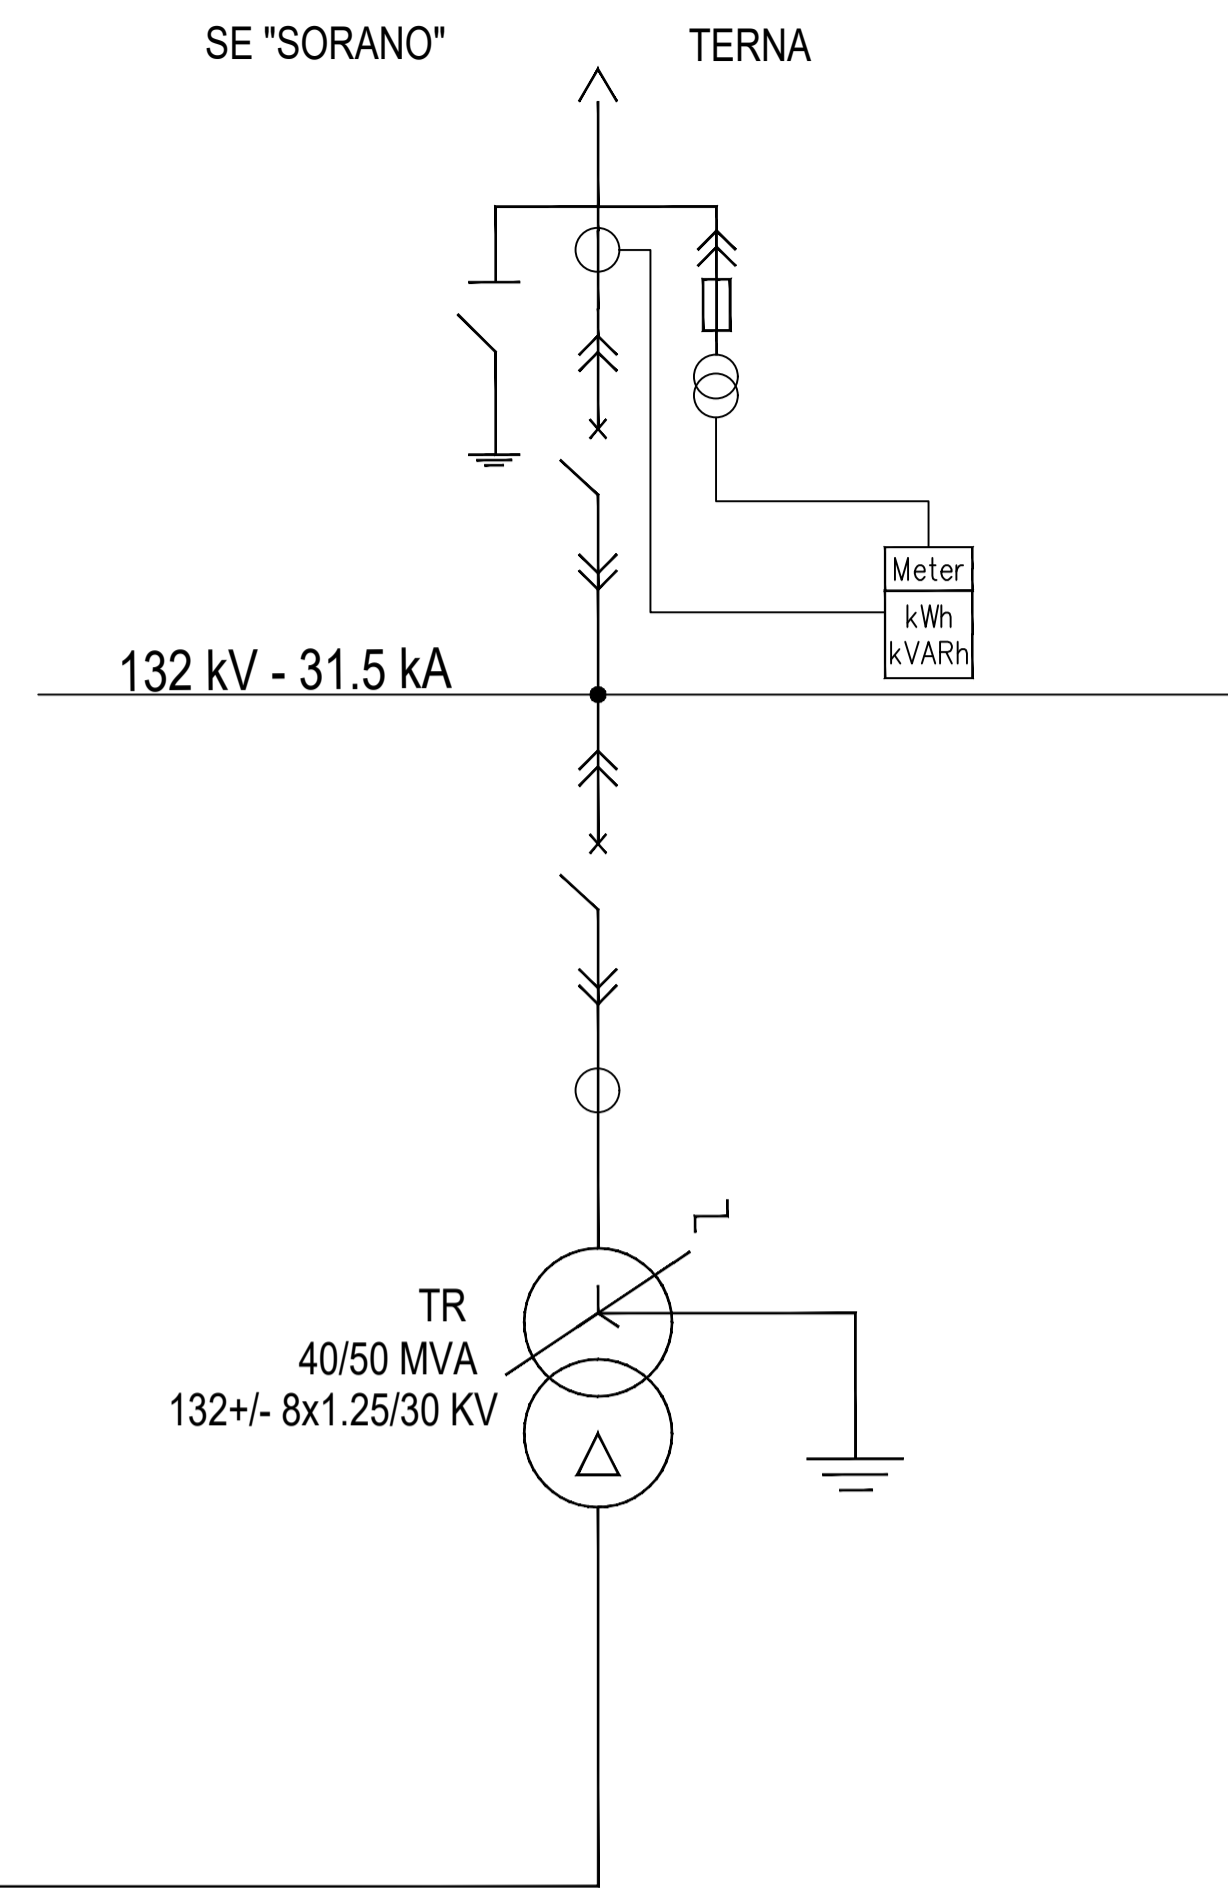 SE "SORANO"
TERNA
Meter
kWh
kVARh
132 kV - 31.5 kA
TR
40/50 MVA
132+/- 8x1.25/30 KV